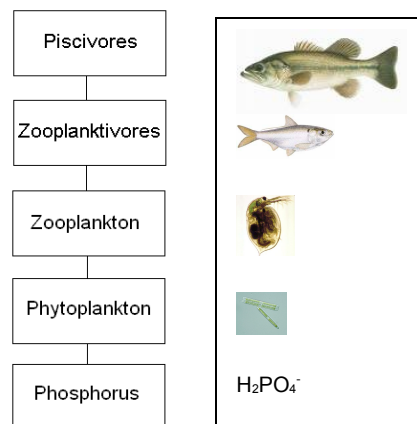 Piscivores
Zooplanktivores
Zooplankton
Phytoplankton
Phosphorus
H₂PO₄⁻